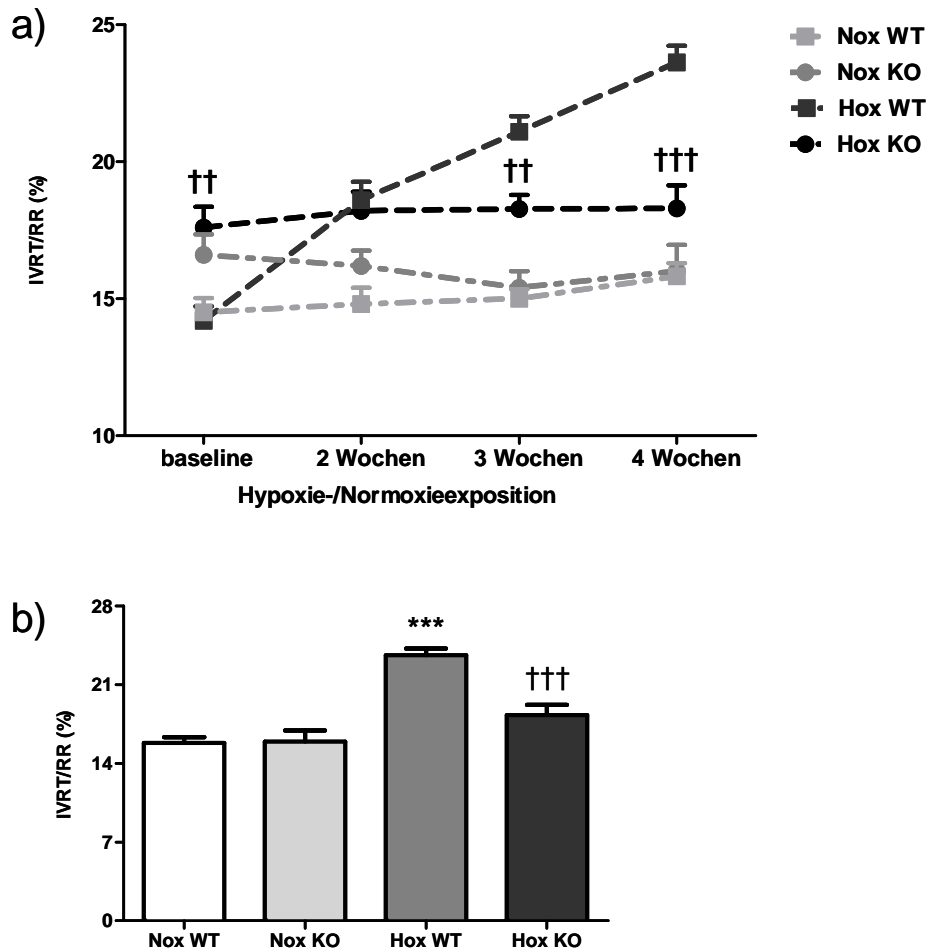 a)
25
20
15
10
IVRT/RR (%)
††
††
†††
baseline
2 Wochen
3 Wochen
4 Wochen
Hypoxie-/Normoxieexposition
Nox WT
Nox KO
Hox WT
Hox KO
b)
28
21
14
7
0
IVRT/RR (%)
***
†††
Nox WT
Nox KO
Hox WT
Hox KO